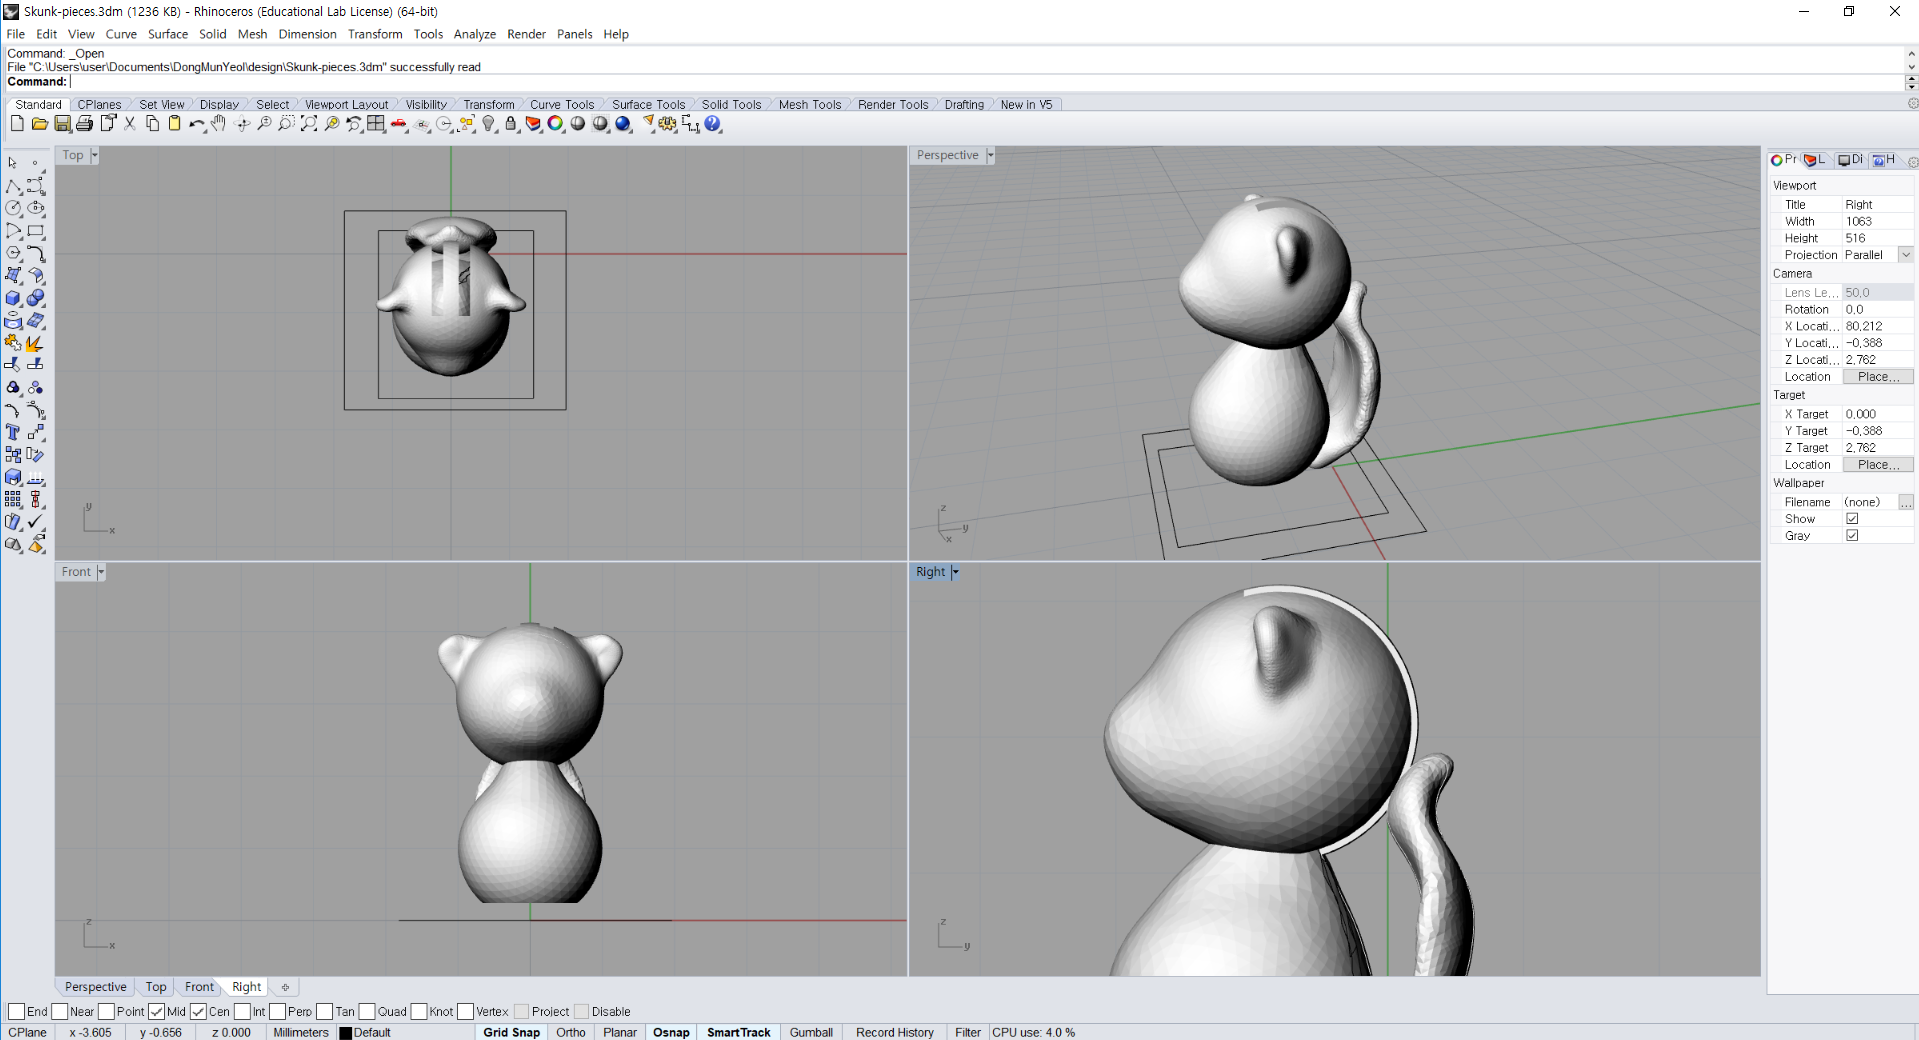 Skunk-pieces.3dm (1236 KB) - Rhinoceros (Educational Lab License) (64-bit)
File Edit View Curve Surface Solid Mesh Dimension Transform Tools Analyze Render Panels Help
Command: _Open
File "C:\Users\user\Documents\DongMunYeol\design\Skunk-pieces.3dm" successfully read
Command:
Standard CPlanes Set View Display Select Viewport Layout Visibility Transform Curve Tools Surface Tools Solid Tools Mesh Tools Render Tools Drafting New in V5
Top
y
x
Perspective
z
y
x
Front
z
x
Right
z
y
Pr L Di H
Viewport
Title Right
Width 1063
Height 516
Projection Parallel
Camera
Lens Le... 50,0
Rotation 0,0
X Locati... 80,212
Y Locati... -0,388
Z Locati... 2,762
Location Place...
Target
X Target 0,000
Y Target -0,388
Z Target 2,762
Location Place...
Wallpaper
Filename (none) ...
Show
Gray
Perspective Top Front Right
End Near Point Mid Cen Int Perp Tan Quad Knot Vertex Project Disable
CPlane x -3.605 y -0.656 z 0.000 Millimeters Default Grid Snap Ortho Planar Osnap SmartTrack Gumball Record History Filter CPU use: 4.0 %